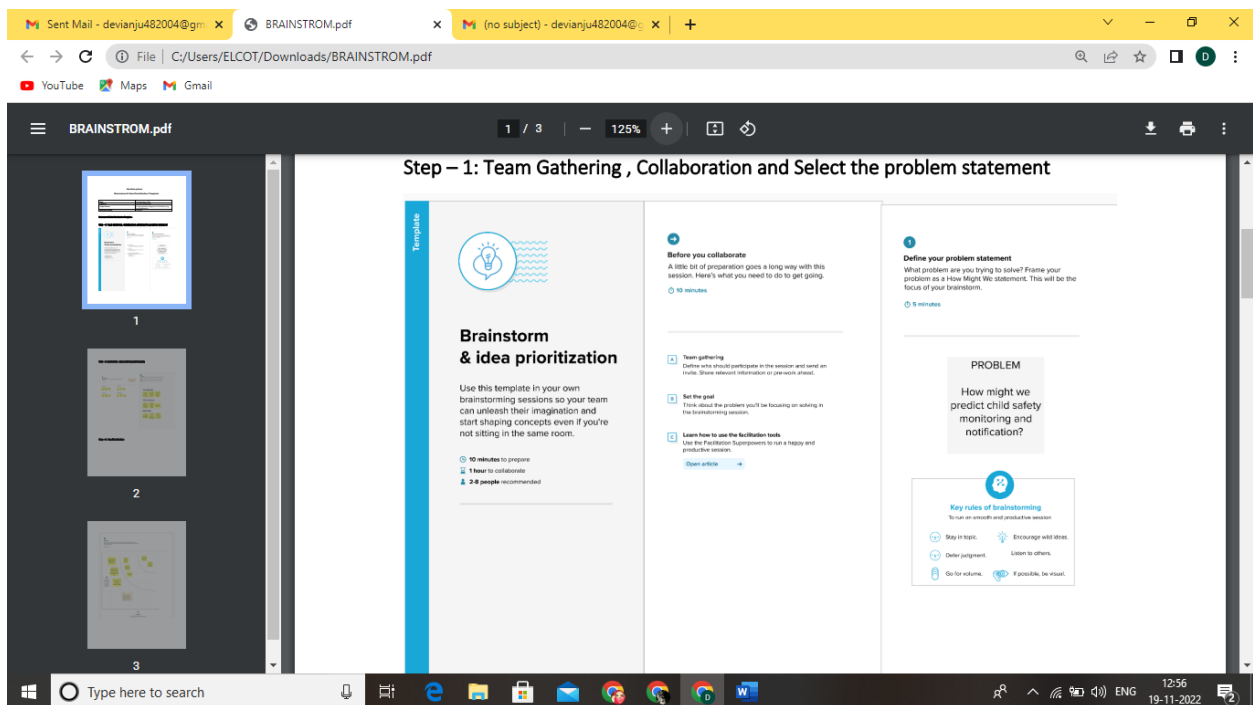 Sent Mail - devianju482004@gm
BRAINSTROM.pdf
(no subject) - devianju482004@g
File | C:/Users/ELCOT/Downloads/BRAINSTROM.pdf
YouTube
Maps
Gmail
BRAINSTROM.pdf
1 / 3
125%
1
2
3
Step – 1: Team Gathering , Collaboration and Select the problem statement
Template
Brainstorm
& idea prioritization
Use this template in your own
brainstorming sessions so your team
can unleash their imagination and
start shaping concepts even if you're
not sitting in the same room.
10 minutes to prepare
1 hour to collaborate
2-8 people recommended
Before you collaborate
A little bit of preparation goes a long way with this
session. Here's what you need to do to get going.
10 minutes
A
Team gathering
Define who should participate in the session and send an
invite. Share relevant information or pre-work ahead.
B
Set the goal
Think about the problem you'll be focusing on solving in
the brainstorming session.
C
Learn how to use the facilitation tools
Use the Facilitation Superpowers to run a happy and
productive session.
Open article
1
Define your problem statement
What problem are you trying to solve? Frame your
problem as a How Might We statement. This will be the
focus of your brainstorm.
5 minutes
PROBLEM
How might we
predict child safety
monitoring and
notification?
Key rules of brainstorming
To run an smooth and productive session
Stay in topic.
Encourage wild ideas.
Defer judgment.
Listen to others.
Go for volume.
If possible, be visual.
Type here to search
ENG
12:56
19-11-2022
2